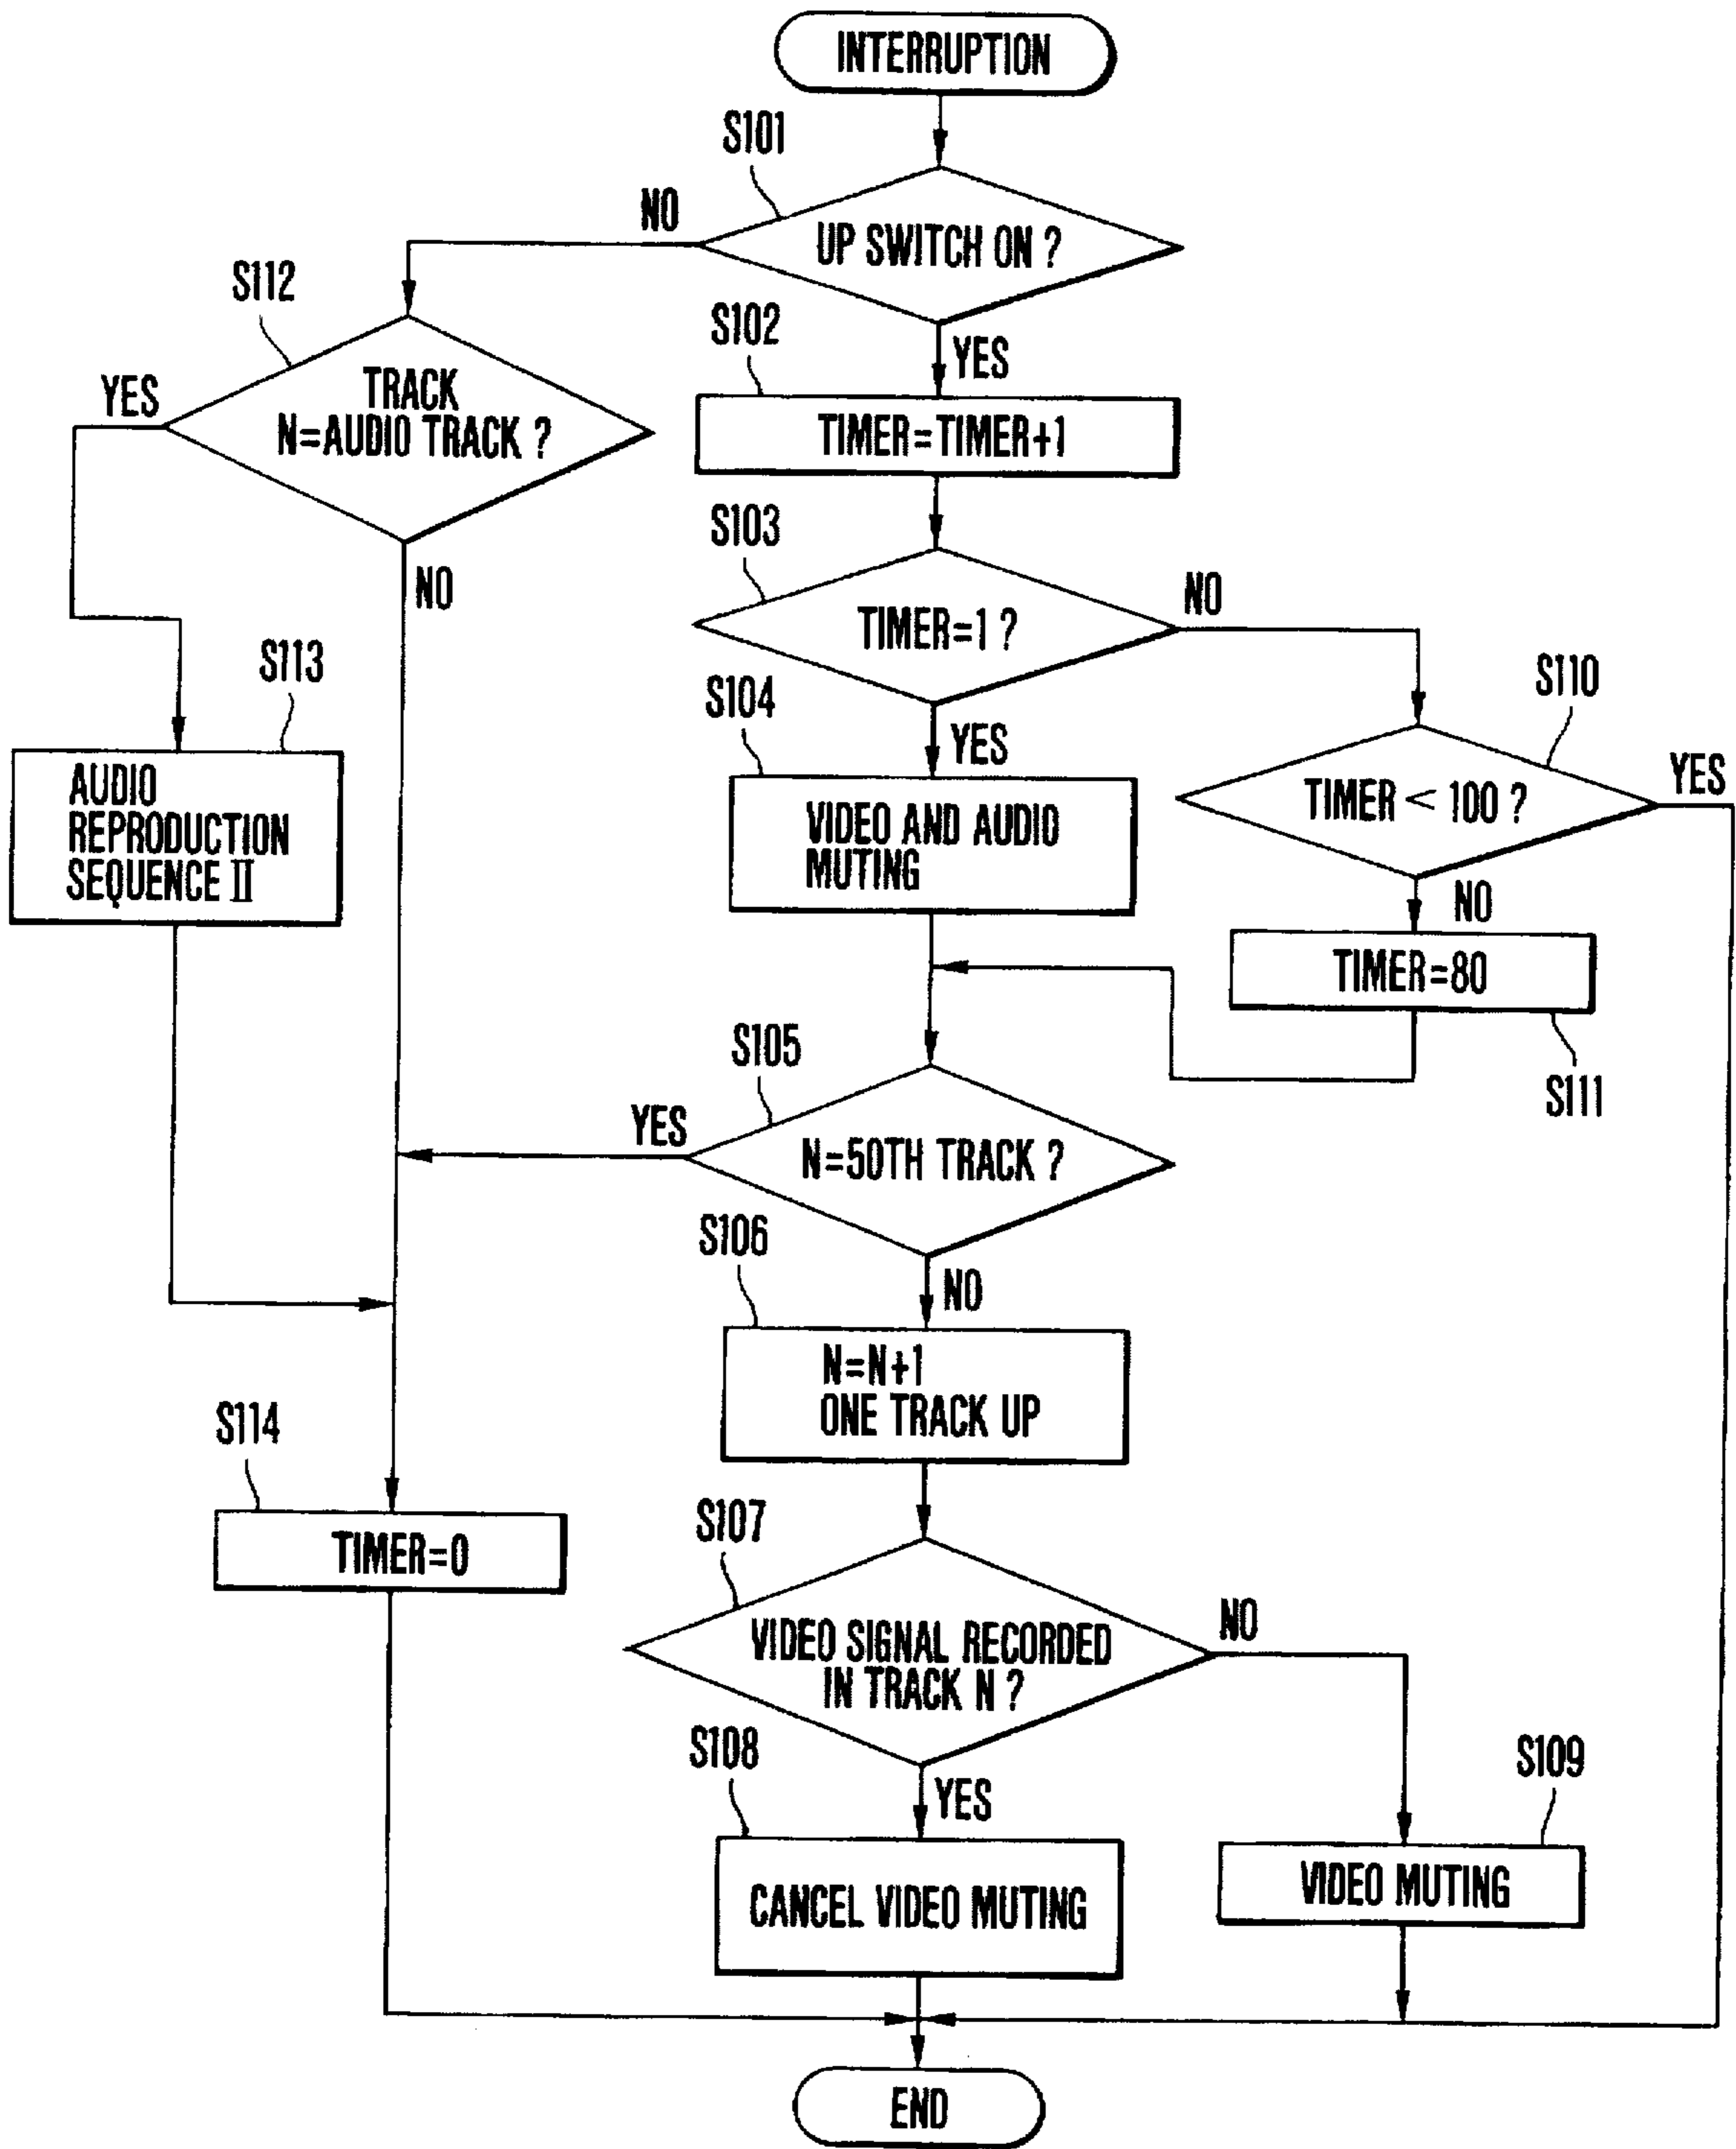 INTERRUPTION
S101
NO
UP SWITCH ON ?
S112
S102
YES
YES
TRACK
N=AUDIO TRACK ?
TIMER=TIMER+1
S103
NO
NO
TIMER=1 ?
S113
S104
S110
YES
YES
AUDIO
REPRODUCTION
SEQUENCE II
VIDEO AND AUDIO
MUTING
TIMER < 100 ?
NO
TIMER=80
S105
S111
YES
N=50TH TRACK ?
S106
NO
N=N+1
ONE TRACK UP
S114
S107
TIMER=0
NO
VIDEO SIGNAL RECORDED
IN TRACK N ?
S108
S109
YES
CANCEL VIDEO MUTING
VIDEO MUTING
END